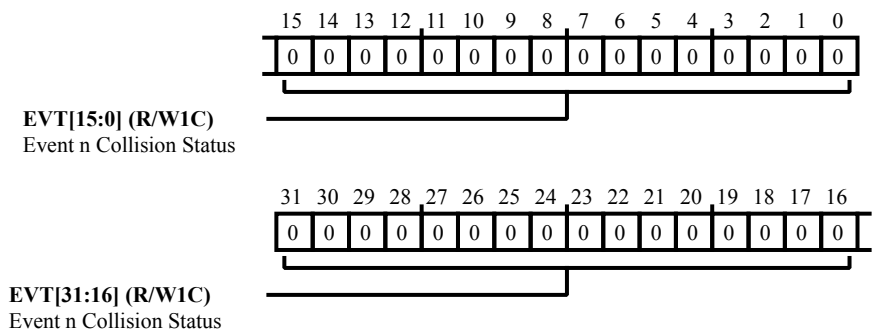 15 14 13 12 11 10 9 8 7 6 5 4 3 2 1 0
0 0 0 0 0 0 0 0 0 0 0 0 0 0 0 0
EVT[15:0] (R/W1C)
Event n Collision Status
31 30 29 28 27 26 25 24 23 22 21 20 19 18 17 16
0 0 0 0 0 0 0 0 0 0 0 0 0 0 0 0
EVT[31:16] (R/W1C)
Event n Collision Status